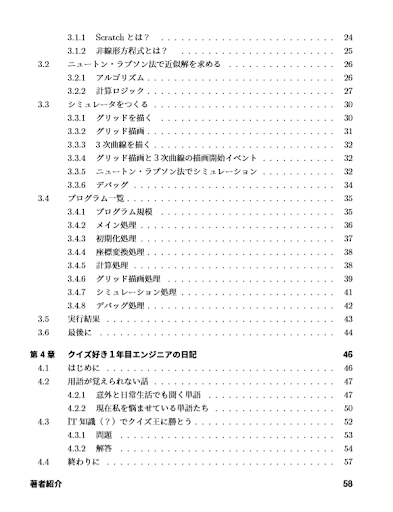 3.1.1 Scratch とは？ . . . . . . . . . . . . . . . . . . . . . . . . . . 24
3.1.2 非線形方程式とは？ . . . . . . . . . . . . . . . . . . . . . . . 25
3.2 ニュートン・ラプソン法で近似解を求める . . . . . . . . . . . . . . . . 26
3.2.1 アルゴリズム . . . . . . . . . . . . . . . . . . . . . . . . . . . 26
3.2.2 計算ロジック . . . . . . . . . . . . . . . . . . . . . . . . . . . 27
3.3 シミュレータをつくる . . . . . . . . . . . . . . . . . . . . . . . . . . 30
3.3.1 グリッドを描く . . . . . . . . . . . . . . . . . . . . . . . . . . 30
3.3.2 グリッド描画 . . . . . . . . . . . . . . . . . . . . . . . . . . . 31
3.3.3 3 次曲線を描く . . . . . . . . . . . . . . . . . . . . . . . . . . 32
3.3.4 グリッド描画と 3 次曲線の描画開始イベント . . . . . . . . . . . 32
3.3.5 ニュートン・ラプソン法でシミュレーション . . . . . . . . . . . 32
3.3.6 デバッグ . . . . . . . . . . . . . . . . . . . . . . . . . . . . . 34
3.4 プログラム一覧 . . . . . . . . . . . . . . . . . . . . . . . . . . . . . 35
3.4.1 プログラム規模 . . . . . . . . . . . . . . . . . . . . . . . . . . 35
3.4.2 メイン処理 . . . . . . . . . . . . . . . . . . . . . . . . . . . . 36
3.4.3 初期化処理 . . . . . . . . . . . . . . . . . . . . . . . . . . . . 37
3.4.4 座標変換処理 . . . . . . . . . . . . . . . . . . . . . . . . . . . 38
3.4.5 計算処理 . . . . . . . . . . . . . . . . . . . . . . . . . . . . . 38
3.4.6 グリッド描画処理 . . . . . . . . . . . . . . . . . . . . . . . . . 39
3.4.7 シミュレーション処理 . . . . . . . . . . . . . . . . . . . . . . . 41
3.4.8 デバッグ処理 . . . . . . . . . . . . . . . . . . . . . . . . . . . 42
3.5 実行結果 . . . . . . . . . . . . . . . . . . . . . . . . . . . . . . . . 43
3.6 最後に . . . . . . . . . . . . . . . . . . . . . . . . . . . . . . . . . 44
第 4 章 クイズ好き 1 年目エンジニアの日記 46
4.1 はじめに . . . . . . . . . . . . . . . . . . . . . . . . . . . . . . . . 46
4.2 用語が覚えられない話 . . . . . . . . . . . . . . . . . . . . . . . . . . 47
4.2.1 意外と日常生活でも聞く単語 . . . . . . . . . . . . . . . . . . . 47
4.2.2 現在私を悩ませている単語たち . . . . . . . . . . . . . . . . . . 50
4.3 IT 知識（？）でクイズ王に勝とう . . . . . . . . . . . . . . . . . . . . . 52
4.3.1 問題 . . . . . . . . . . . . . . . . . . . . . . . . . . . . . . . 53
4.3.2 解答 . . . . . . . . . . . . . . . . . . . . . . . . . . . . . . . 54
4.4 終わりに . . . . . . . . . . . . . . . . . . . . . . . . . . . . . . . . 57
著者紹介 58